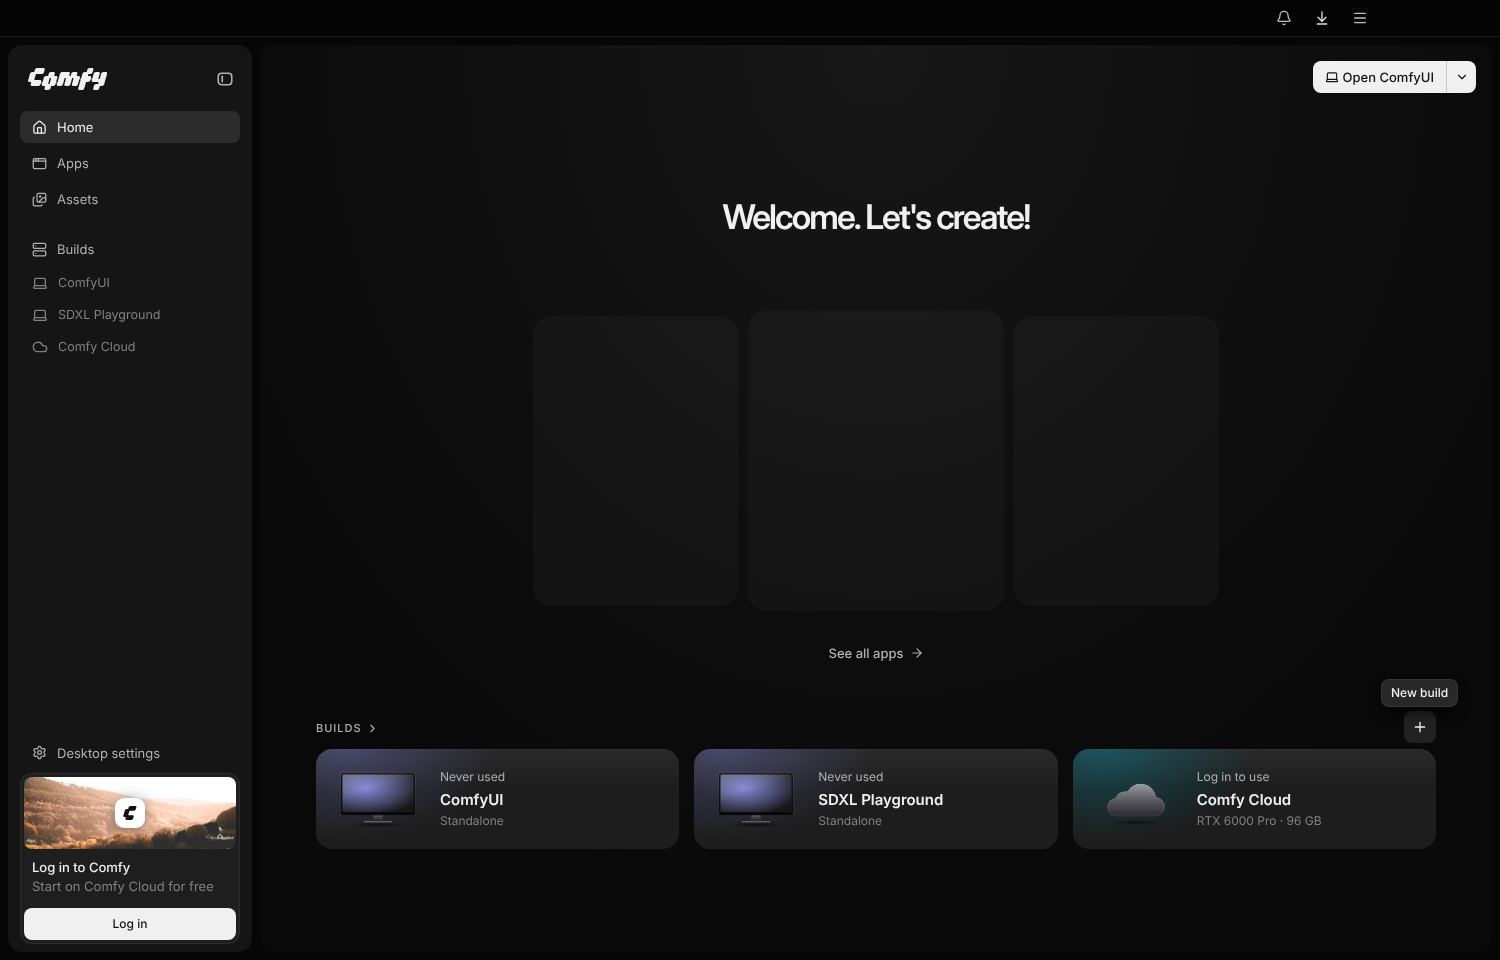 Comfy
Home
Apps
Assets
Builds
ComfyUI
SDXL Playground
Comfy Cloud
Desktop settings
Log in to Comfy
Start on Comfy Cloud for free
Log in
Open ComfyUI
Welcome. Let's create!
See all apps
New build
BUILDS
Never used
ComfyUI
Standalone
Never used
SDXL Playground
Standalone
Log in to use
Comfy Cloud
RTX 6000 Pro · 96 GB